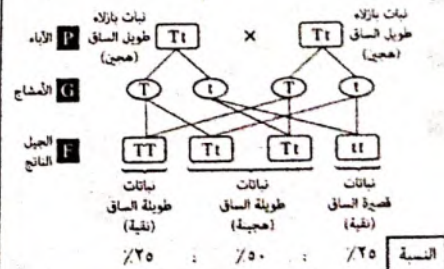 نبات بازلاء
طويل الساق
(هجين)
Tt
×
Tt
نبات بازلاء
طويل الساق
(هجين)
P الآباء
T t T t
G الأمشاج
TT Tt Tt tt
F الجيل الناتج
نباتات
قصيرة الساق
(نقية)
نباتات
طويلة الساق
(هجينة)
نباتات
طويلة الساق
(نقية)
النسبة ٢٥٪ : ٥٠٪ : ٢٥٪